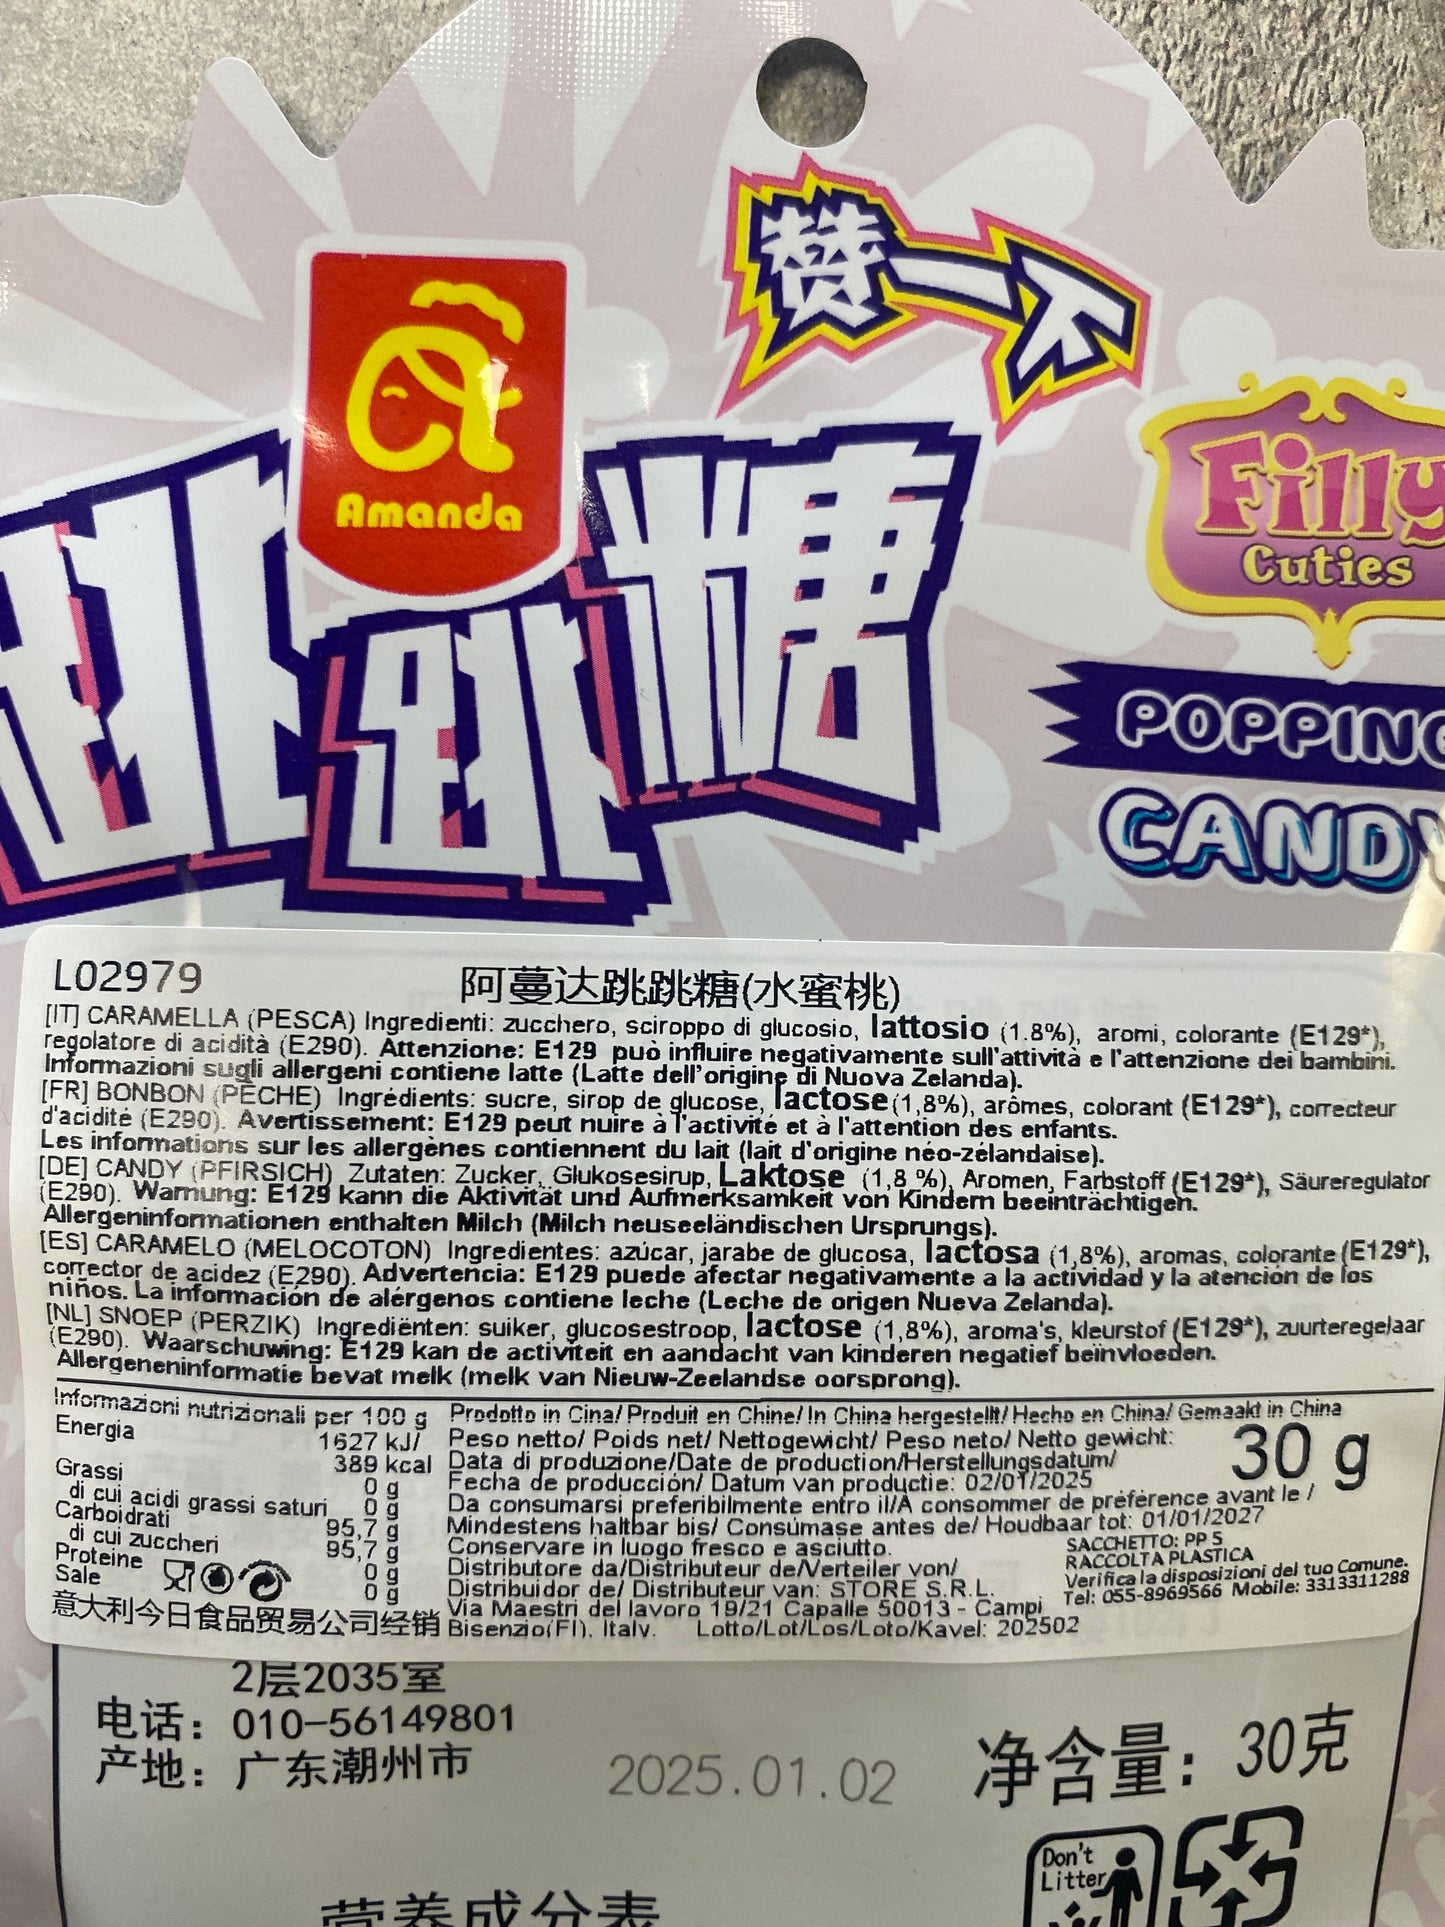 赞一下
Amanda
跳跳糖
Filly
Cuties
POPPING
CANDY
L02979
阿蔓达跳跳糖(水蜜桃)
[IT] CARAMELLA (PESCA) Ingredienti: zucchero, sciroppo di glucosio, lattosio (1.8%), aromi, colorante (E129*),
regolatore di acidità (E290). Attenzione: E129 può influire negativamente sull'attività e l'attenzione dei bambini.
Informazioni sugli allergeni contiene latte (Latte dell'origine di Nuova Zelanda).
[FR] BONBON (PÊCHE) Ingrédients: sucre, sirop de glucose, lactose(1,8%), arômes, colorant (E129*), correcteur
d'acidité (E290). Avertissement: E129 peut nuire à l'activité et à l'attention des enfants.
Les informations sur les allergènes contiennent du lait (lait d'origine néo-zélandaise).
[DE] CANDY (PFIRSICH) Zutaten: Zucker, Glukosesirup, Laktose (1,8 %), Aromen, Farbstoff (E129*), Säureregulator
(E290). Warnung: E129 kann die Aktivität und Aufmerksamkeit von Kindern beeinträchtigen.
Allergeninformationen enthalten Milch (Milch neuseeländischen Ursprungs).
[ES] CARAMELO (MELOCOTON) Ingredientes: azúcar, jarabe de glucosa, lactosa (1,8%), aromas, colorante (E129*),
corrector de acidez (E290). Advertencia: E129 puede afectar negativamente a la actividad y la atención de los
niños. La información de alérgenos contiene leche (Leche de origen Nueva Zelanda).
[NL] SNOEP (PERZIK) Ingrediënten: suiker, glucosestroop, lactose (1,8%), aroma's, kleurstof (E129*), zuurteregelaar
(E290). Waarschuwing: E129 kan de activiteit en aandacht van kinderen negatief beïnvloeden.
Allergeneninformatie bevat melk (melk van Nieuw-Zeelandse oorsprong).
Informazioni nutrizionali per 100 g
Energia 1627 kJ/
389 kcal
Grassi 0 g
di cui acidi grassi saturi 0 g
Carboidrati 95,7 g
di cui zuccheri 95,7 g
Proteine 0 g
Sale 0 g
意大利今日食品贸易公司经销
Prodotto in Cina/ Produit en Chine/ In China hergestellt/ Hecho en China/ Gemaakt in China
Peso netto/ Poids net/ Nettogewicht/ Peso neto/ Netto gewicht: 30 g
Data di produzione/Date de production/Herstellungsdatum/
Fecha de producción/ Datum van productie: 02/01/2025
Da consumarsi preferibilmente entro il/A consommer de préférence avant le /
Mindestens haltbar bis/ Consúmase antes de/ Houdbaar tot: 01/01/2027
Conservare in luogo fresco e asciutto.
Distributore da/Distributeur de/Verteiler von/
Distribuidor de/ Distributeur van: STORE S.R.L.
Via Maestri del lavoro 19/21 Capalle 50013 - Campi
Bisenzio(FI). Italy. Lotto/Lot/Los/Loto/Kavel: 202502
SACCHETTO: PP 5
RACCOLTA PLASTICA
Verifica la disposizioni del tuo Comune.
Tel: 055-8969566 Mobile: 3313311288
2层2035室
电话：010-56149801
产地：广东潮州市
2025.01.02
净含量：30克
Don't
Litter
营养成分表